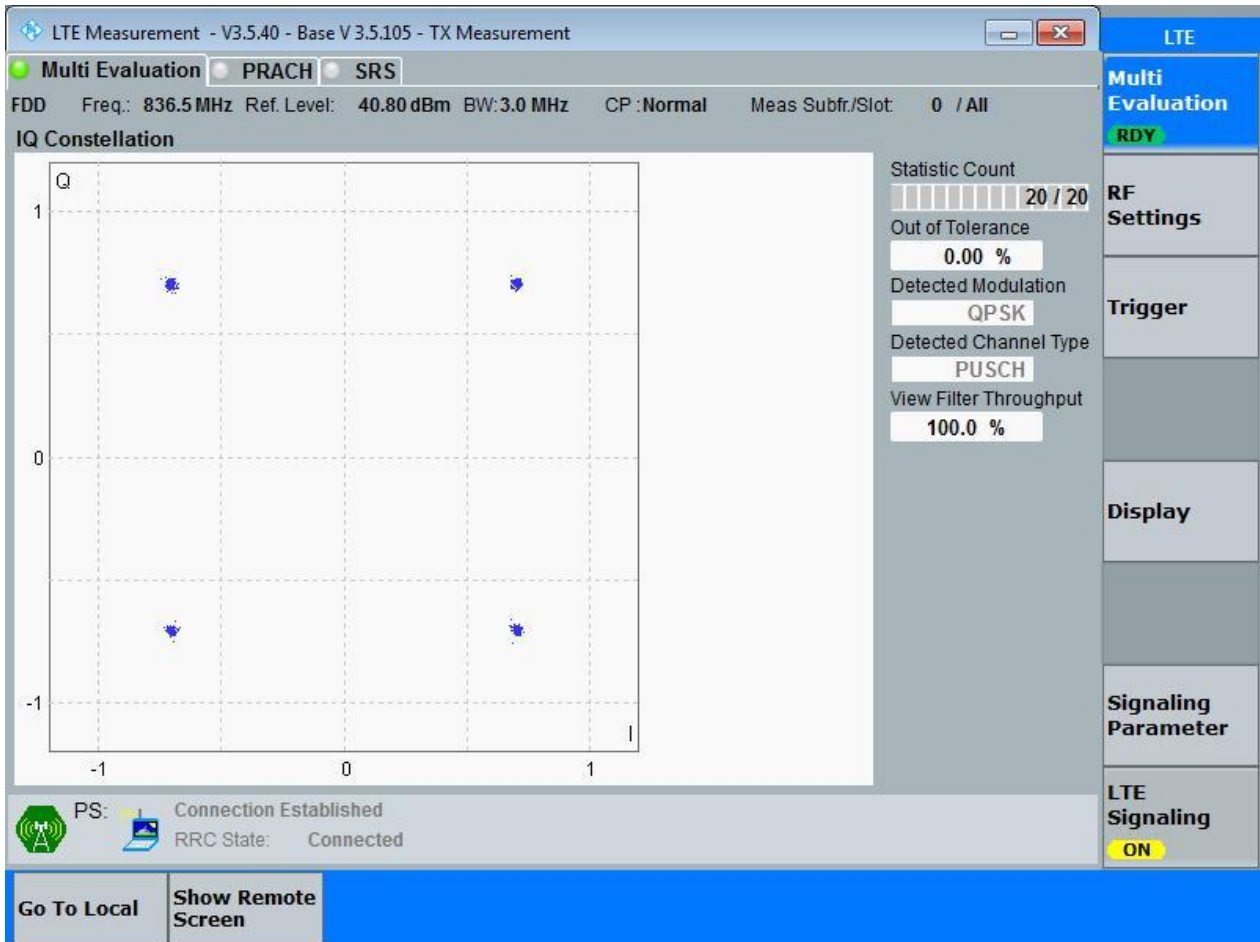 LTE Measurement - V3.5.40 - Base V 3.5.105 - TX Measurement
LTE
Multi Evaluation PRACH SRS
Multi
Evaluation
RDY
FDD Freq.: 836.5 MHz Ref. Level: 40.80 dBm BW: 3.0 MHz CP : Normal Meas Subfr./Slot: 0 / All
IQ Constellation
Q
1
0
-1
I
-1 0 1
Statistic Count
20 / 20
Out of Tolerance
0.00 %
Detected Modulation
QPSK
Detected Channel Type
PUSCH
View Filter Throughput
100.0 %
RF
Settings
Trigger
Display
Signaling
Parameter
LTE
Signaling
ON
PS: Connection Established
RRC State: Connected
Go To Local
Show Remote
Screen